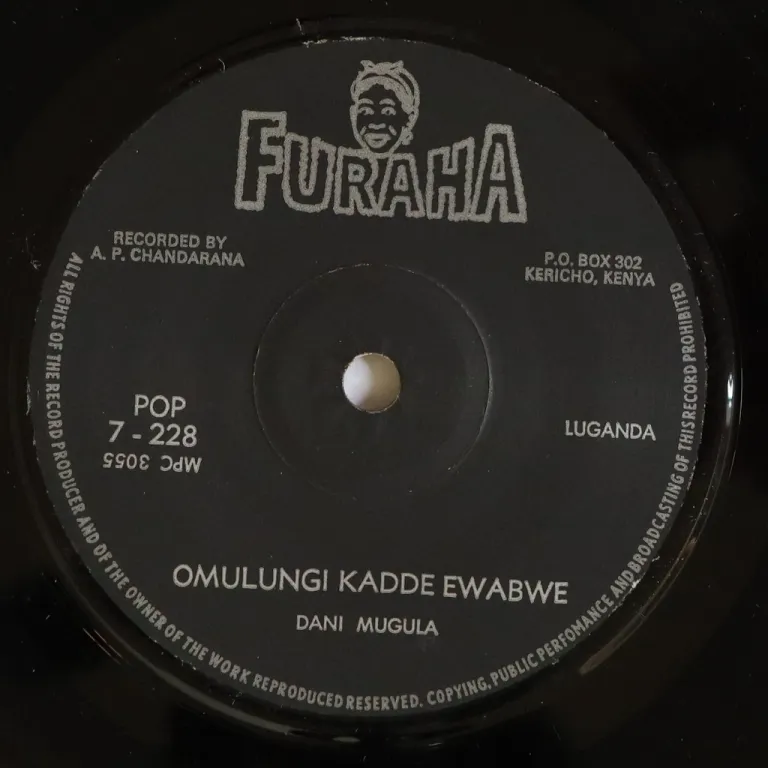 FURAHA
RECORDED BY
A. P. CHANDARANA
P.O. BOX 302
KERICHO, KENYA
POP
7 - 228
MPC 3055
LUGANDA
OMULUNGI KADDE EWABWE
DANI MUGULA
ALL RIGHTS OF THE RECORD PRODUCER AND OF THE OWNER OF THE WORK REPRODUCED RESERVED. COPYING, PUBLIC PERFOMANCE AND BROADCASTING OF THIS RECORD PROHIBITED